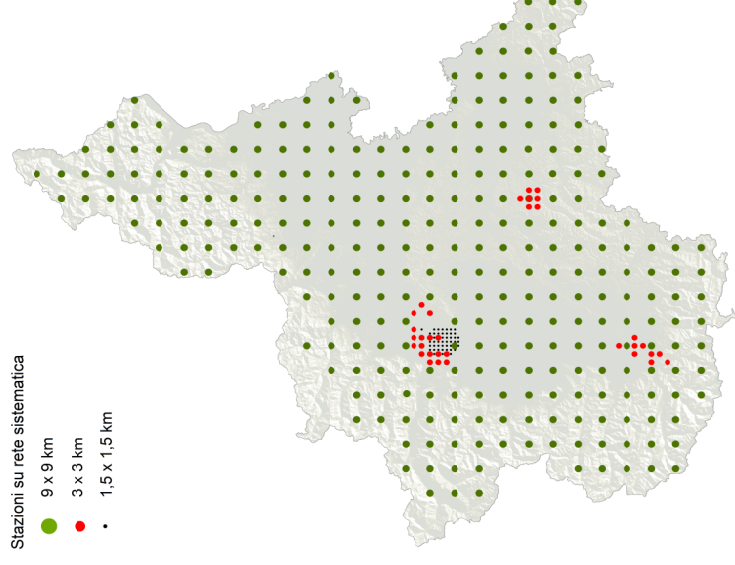 Stazioni su rete sistematica
9 x 9 km
3 x 3 km
1,5 x 1,5 km